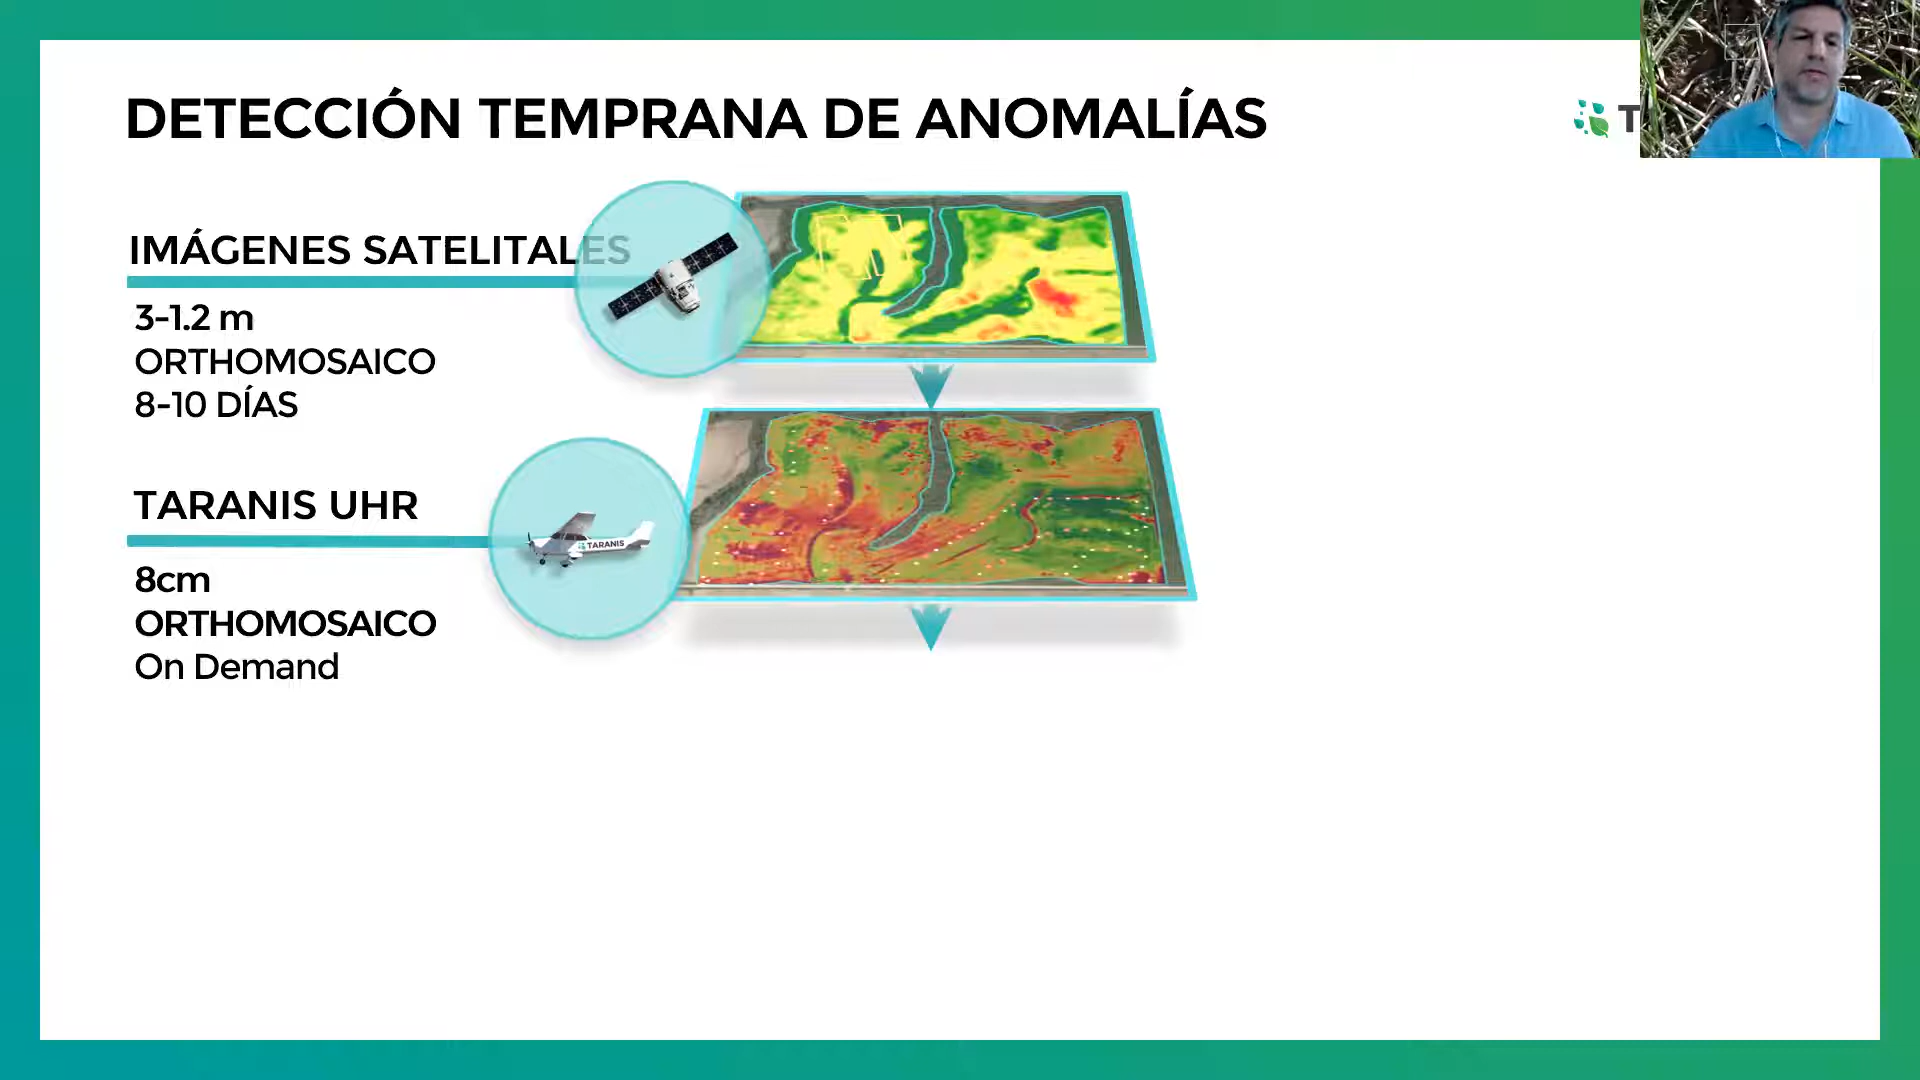 DETECCIÓN TEMPRANA DE ANOMALÍAS
T
IMÁGENES SATELITALES
3-1.2 m
ORTHOMOSAICO
8-10 DÍAS
TARANIS UHR
TARANIS
8cm
ORTHOMOSAICO
On Demand